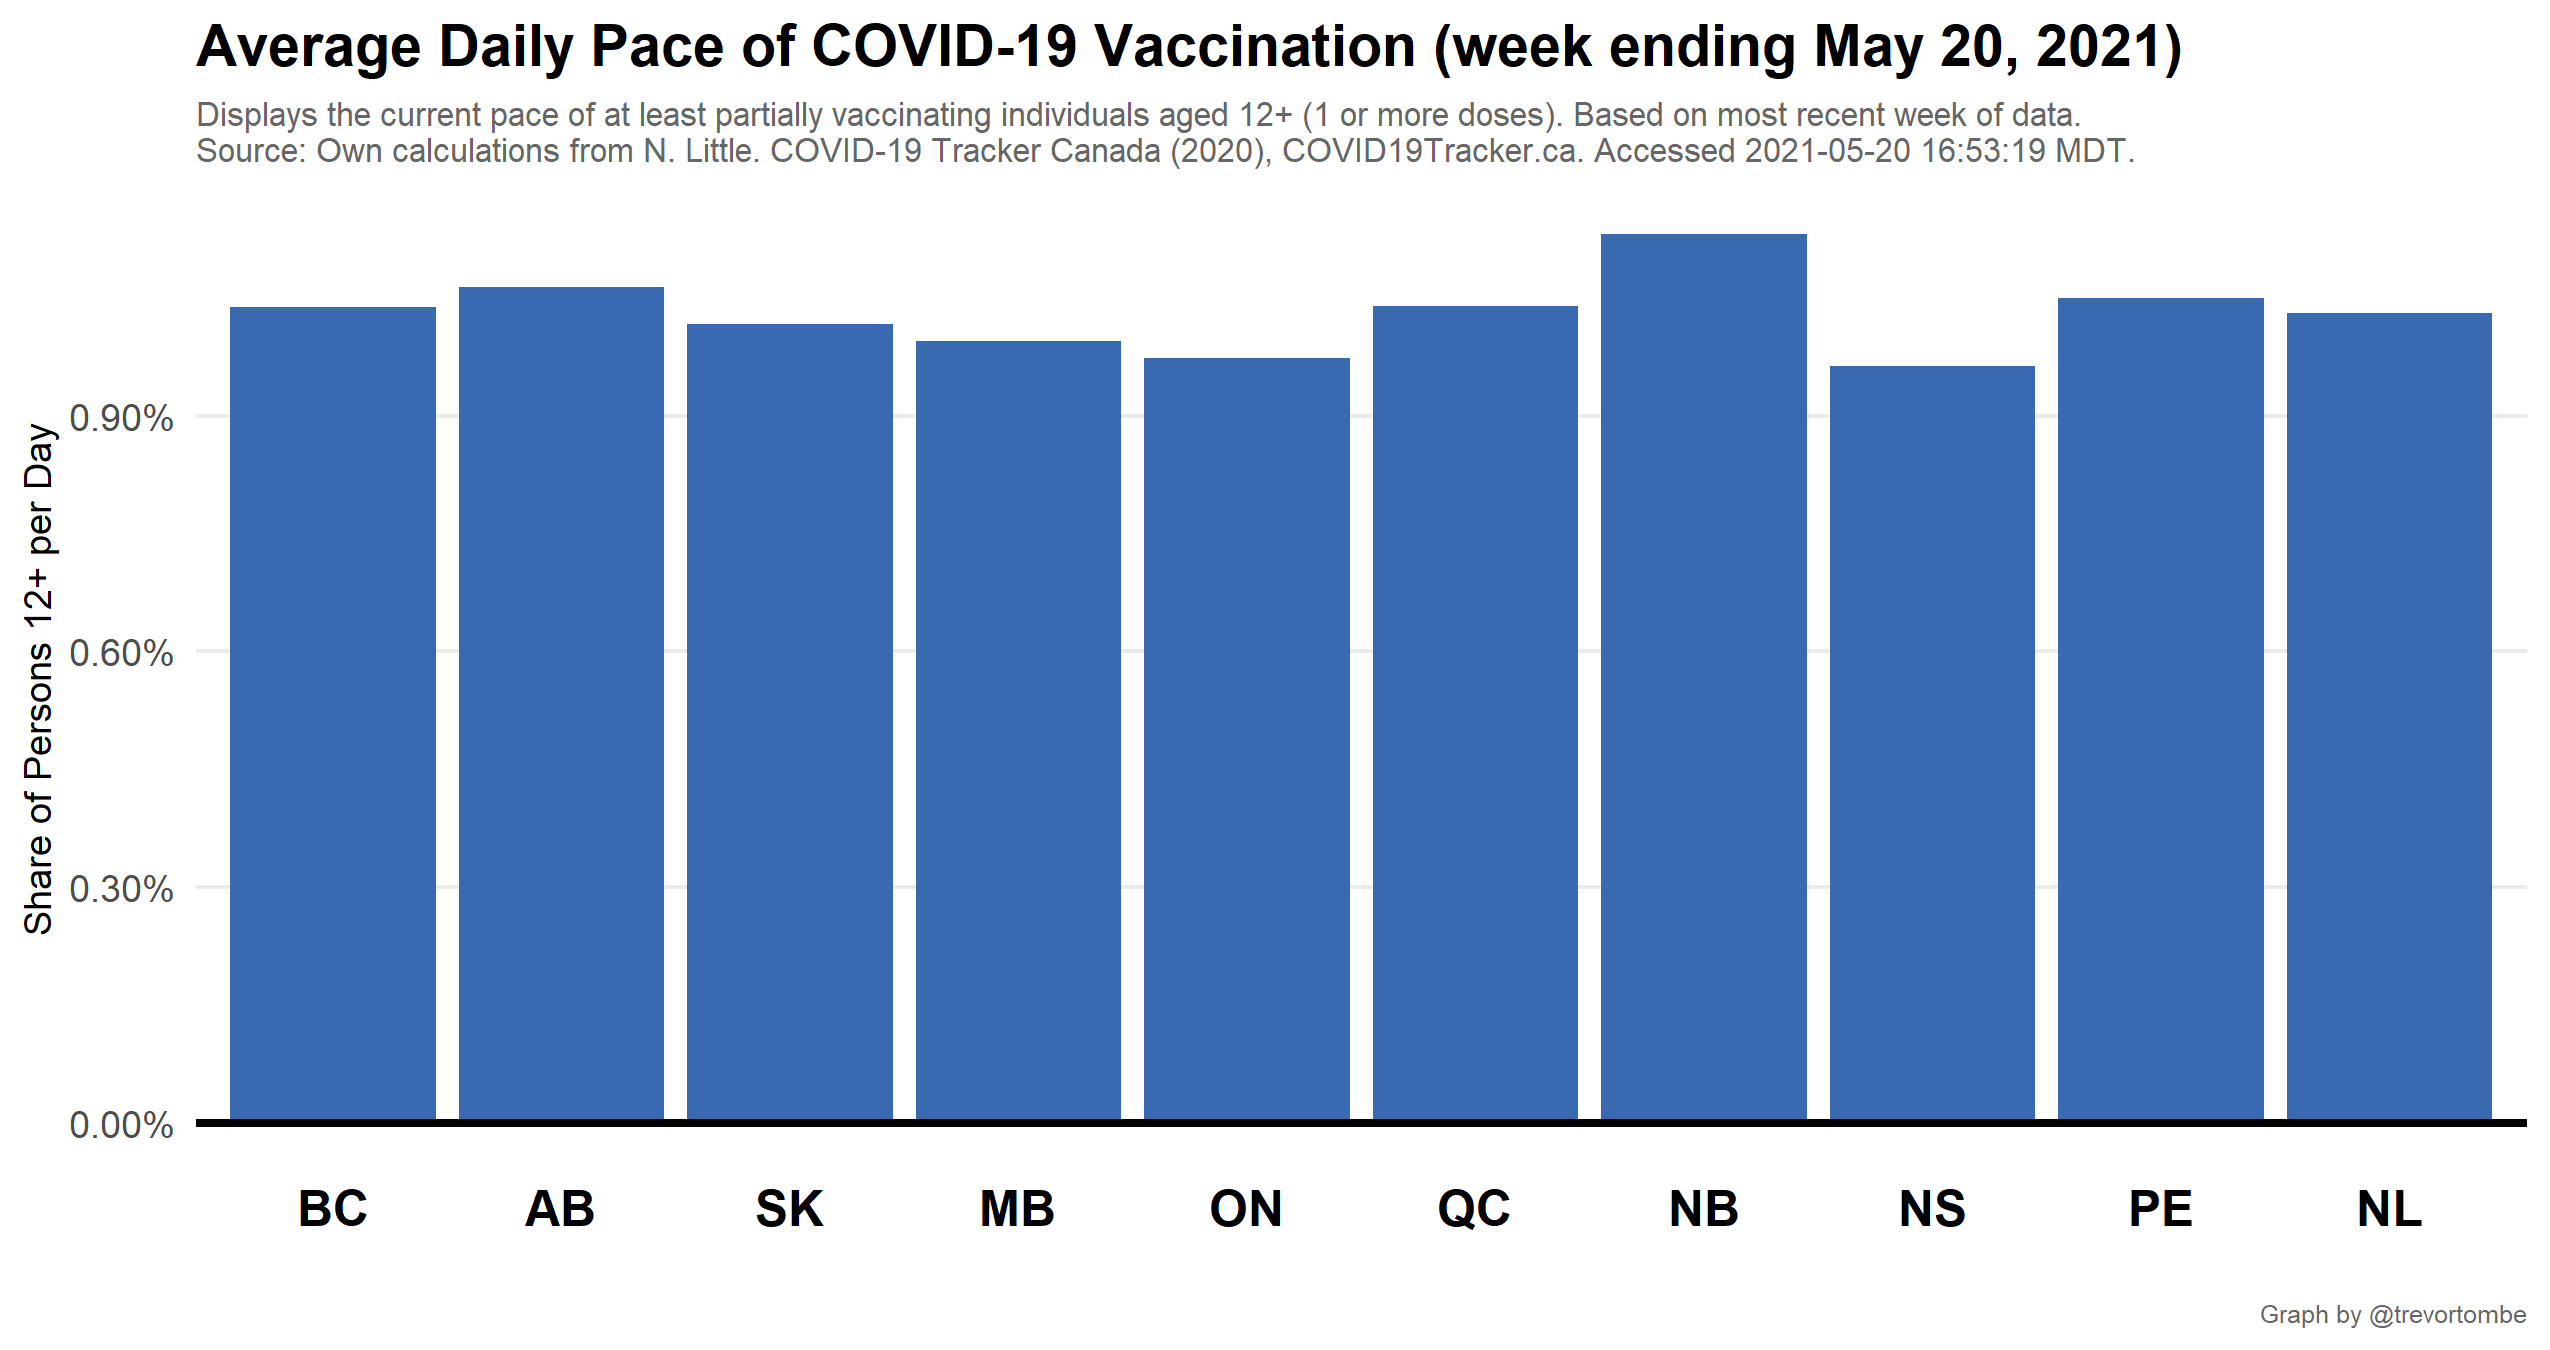 Average Daily Pace of COVID-19 Vaccination (week ending May 20, 2021)
Displays the current pace of at least partially vaccinating individuals aged 12+ (1 or more doses). Based on most recent week of data.
Source: Own calculations from N. Little. COVID-19 Tracker Canada (2020), COVID19Tracker.ca. Accessed 2021-05-20 16:53:19 MDT.
Share of Persons 12+ per Day
0.90%
0.60%
0.30%
0.00%
BC AB SK MB ON QC NB NS PE NL
Graph by @trevortombe